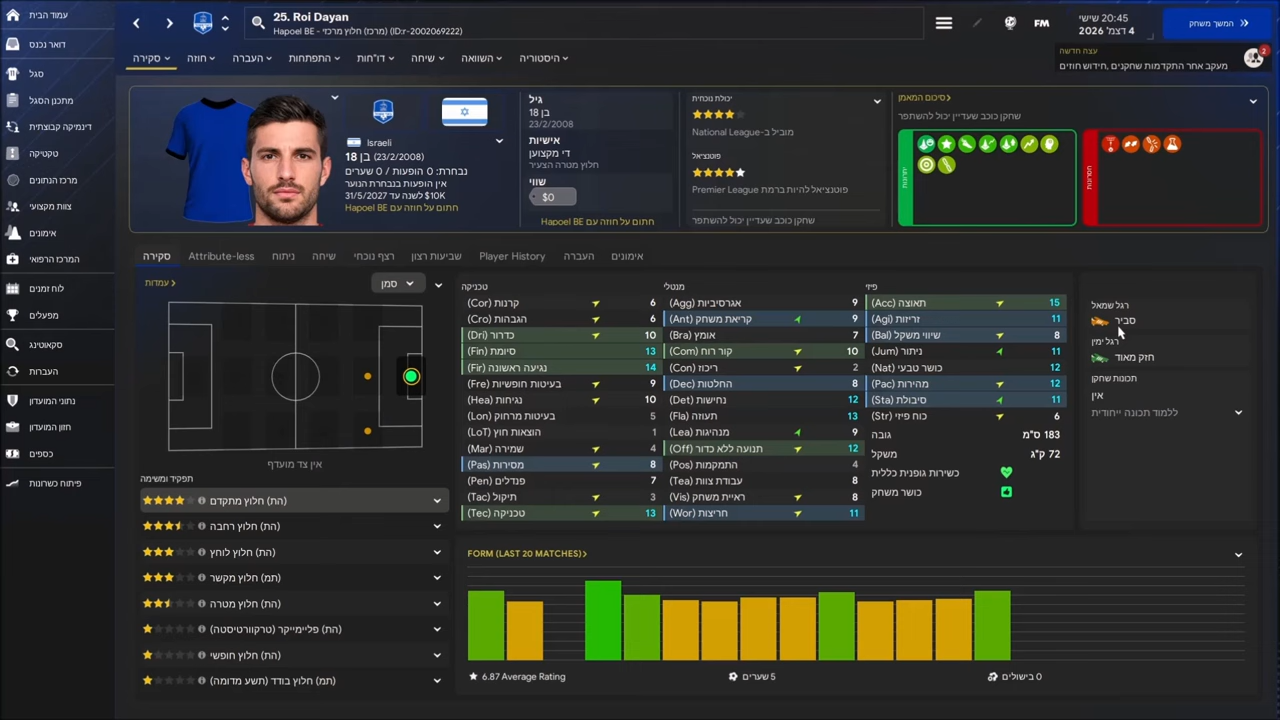 עמוד הבית
דואר נכנס
סגל
מתכנן הסגל
דינמיקה קבוצתית
טקטיקה
מרכז הנתונים
צוות מקצועי
אימונים
המרכז הרפואי
לוח זמנים
מפעלים
סקאוטינג
העברות
נתוני המועדון
חזון המועדון
כספים
פיתוח כשרונות
25. Roi Dayan
Hapoel BE - חלוץ מרכזי (מרכז) (ID:r-2002069222)
FM
20:45 שישי
4 דצמ' 2026
המשך משחק
עצה חדשה
מעקב אחר התקדמות שחקנים, חידוש חוזים
2
סקירה
חוזה
העברה
התפתחות
דו"חות
שיחה
השוואה
היסטוריה
Israeli
בן 18 (23/2/2008)
נבחרת: 0 הופעות / 0 שערים
אין הופעות בנבחרת הנוער
$10K לשנה עד 31/5/2027
חתום על חוזה עם Hapoel BE
גיל
בן 18
23/2/2008
אישיות
די מקצוען
חלוץ מטרה הצעיר
שווי
$0
חתום על חוזה עם Hapoel BE
יכולת נוכחית
מוביל ב-National League
פוטנציאל
פוטנציאל להיות ברמת Premier League
שחקן כוכב שעדיין יכול להשתפר
סיכום המאמן
שחקן כוכב שעדיין יכול להשתפר
יתרונות
חסרונות
סקירה
Attribute-less
ניתוח
שיחה
רצף נוכחי
שביעות רצון
Player History
העברה
אימונים
עמדות
סמן
אין צד מועדף
תפקיד ומשימה
חלוץ מתקדם (הת)
חלוץ רחבה (הת)
חלוץ לוחץ (הת)
חלוץ מקשר (תמ)
חלוץ מטרה (הת)
פליימייקר (טרקוורטיסטה) (הת)
חלוץ חופשי (הת)
חלוץ בודד (תשע מדומה) (תמ)
טכניקה
קרנות (Cor) 6
הגבהות (Cro) 6
כדרור (Dri) 10
סיומת (Fin) 13
נגיעה ראשונה (Fir) 14
בעיטות חופשיות (Fre) 9
נגיחות (Hea) 10
בעיטות מרחוק (Lon) 5
הוצאות חוץ (LoT) 1
שמירה (Mar) 4
מסירות (Pas) 8
פנדלים (Pen) 7
תיקול (Tac) 3
טכניקה (Tec) 13
מנטלי
אגרסיביות (Agg) 9
קריאת משחק (Ant) 9
אומץ (Bra) 7
קור רוח (Com) 10
ריכוז (Con) 2
החלטות (Dec) 8
נחישות (Det) 12
תעוזה (Fla) 13
מנהיגות (Lea) 9
תנועה ללא כדור (Off) 12
התמקמות (Pos) 4
עבודת צוות (Tea) 8
ראיית משחק (Vis) 8
חריצות (Wor) 11
פיזי
תאוצה (Acc) 15
זריזות (Agi) 11
שיווי משקל (Bal) 8
ניתור (Jum) 11
כושר טבעי (Nat) 12
מהירות (Pac) 12
סיבולת (Sta) 11
כוח פיזי (Str) 6
גובה 183 ס"מ
משקל 72 ק"ג
כשירות גופנית כללית
כושר משחק
רגל שמאל
סביר
רגל ימין
חזק מאוד
תכונות שחקן
אין
ללמוד תכונה ייחודית
FORM (LAST 20 MATCHES)
6.87 Average Rating
5 שערים
0 בישולים